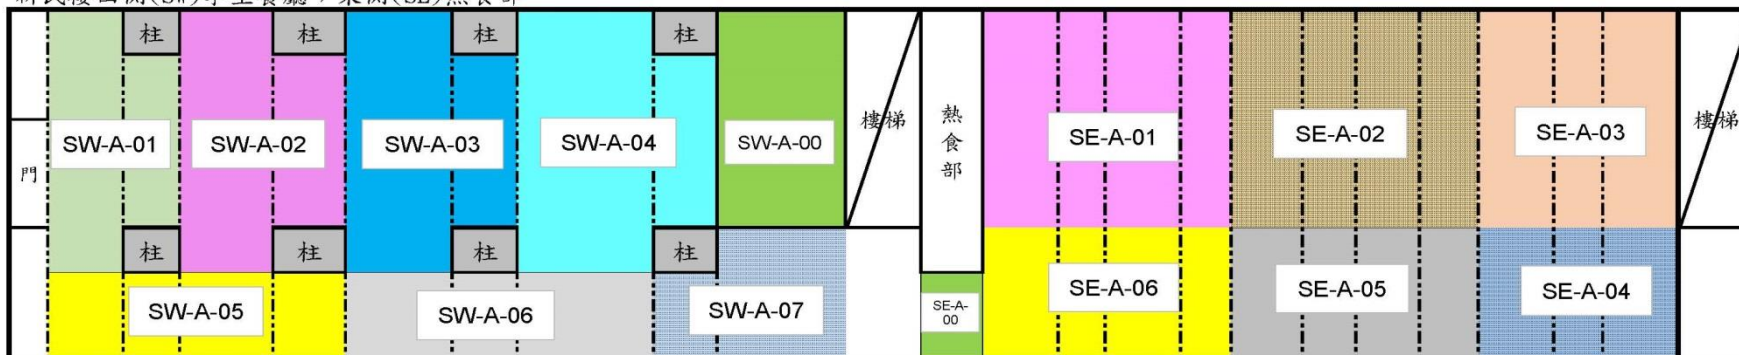 柱 柱 柱 柱
SW-A-01 SW-A-02 SW-A-03 SW-A-04 SW-A-00 樓梯 熱食部 SE-A-01 SE-A-02 SE-A-03 樓梯
門
柱 柱 柱 柱
SW-A-05 SW-A-06 SW-A-07 SE-A-00 SE-A-06 SE-A-05 SE-A-04